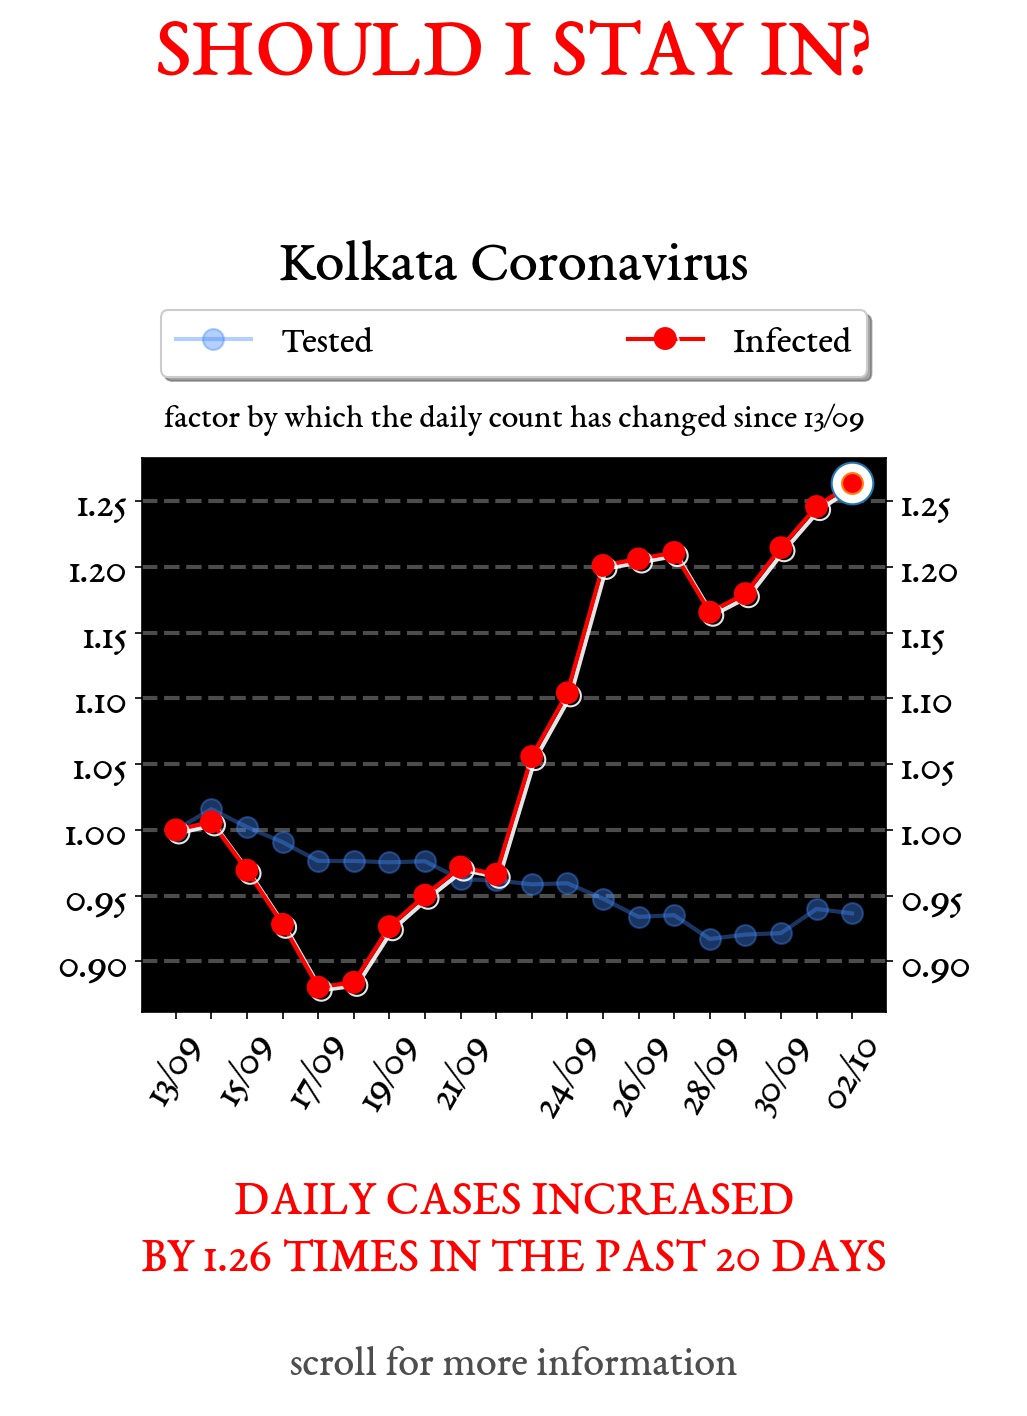 SHOULD I STAY IN?
Kolkata Coronavirus
Tested Infected
factor by which the daily count has changed since 13/09
1.25 1.25
1.20 1.20
1.15 1.15
1.10 1.10
1.05 1.05
1.00 1.00
0.95 0.95
0.90 0.90
13/09 15/09 17/09 19/09 21/09 24/09 26/09 28/09 30/09 02/10
DAILY CASES INCREASED
BY 1.26 TIMES IN THE PAST 20 DAYS
scroll for more information